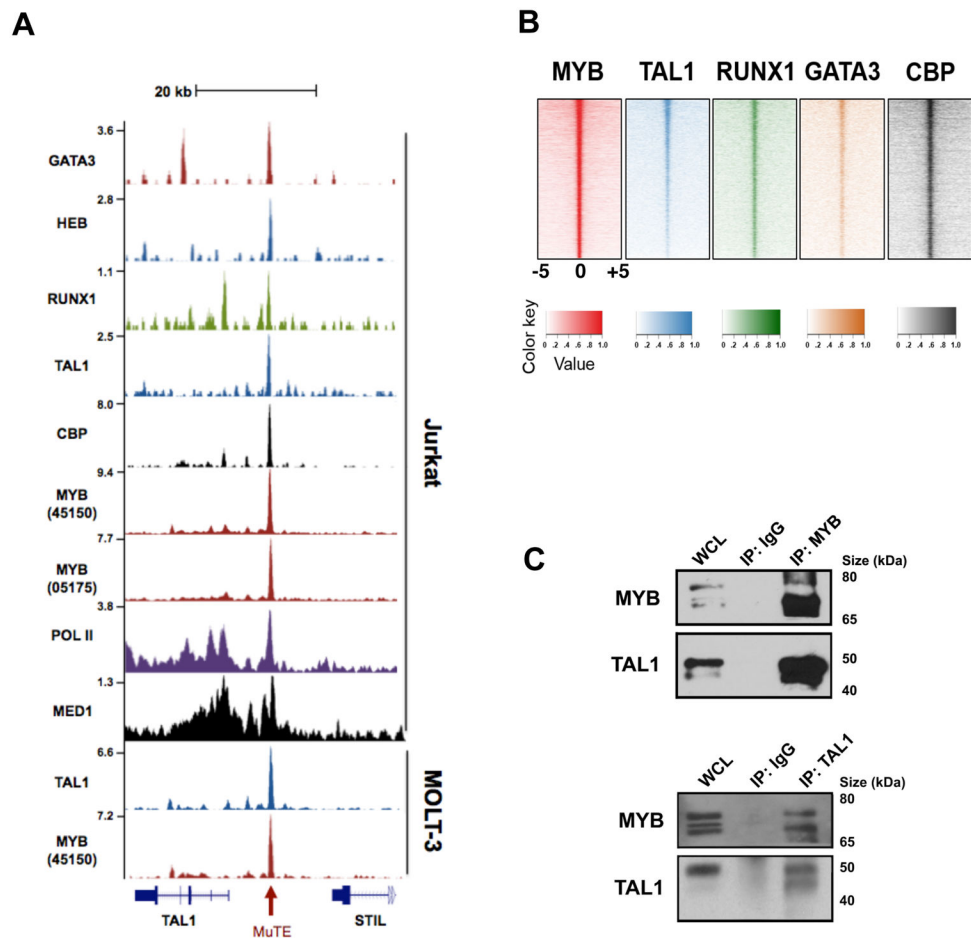 A
20 kb
3.6
GATA3
2.8
HEB
1.1
RUNX1
2.5
TAL1
8.0
CBP
9.4
MYB
(45150)
7.7
MYB
(05175)
3.8
POL II
1.3
MED1
6.6
TAL1
7.2
MYB
(45150)
Jurkat
MOLT-3
TAL1
MuTE
STIL
B
MYB TAL1 RUNX1 GATA3 CBP
-5 0 +5
Color key
0 .2 .4 .6 .8 1.0
0 .2 .4 .6 .8 1.0
0 .2 .4 .6 .8 1.0
0 .2 .4 .6 .8 1.0
0 .2 .4 .6 .8 1.0
Value
C
WCL
IP: IgG
IP: MYB
Size (kDa)
MYB
80
65
TAL1
50
40
WCL
IP: IgG
IP: TAL1
Size (kDa)
MYB
80
65
TAL1
50
40